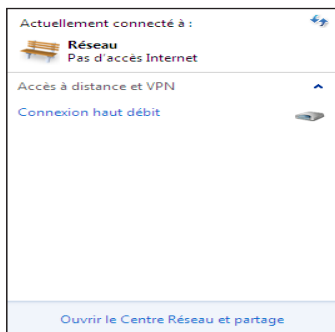 Actuellement connecté à :
Réseau
Pas d'accès Internet
Accès à distance et VPN
Connexion haut débit
Ouvrir le Centre Réseau et partage